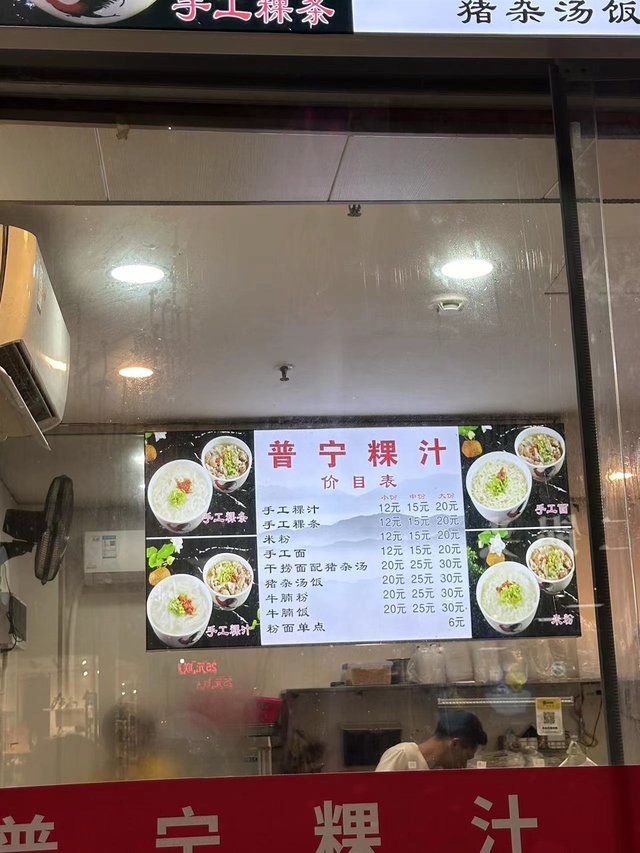 手工粿条
猪杂汤饭
普宁粿汁
价目表
小份 中份 大份
手工粿汁 12元 15元 20元
手工粿条 12元 15元 20元
米粉 12元 15元 20元
手工面 12元 15元 20元
干捞面配猪杂汤 20元 25元 30元
猪杂汤饭 20元 25元 30元
牛腩粉 20元 25元 30元
牛腩饭 20元 25元 30元
粉面单点 6元
手工粿条
手工粿汁
手工面
米粉
普宁粿汁